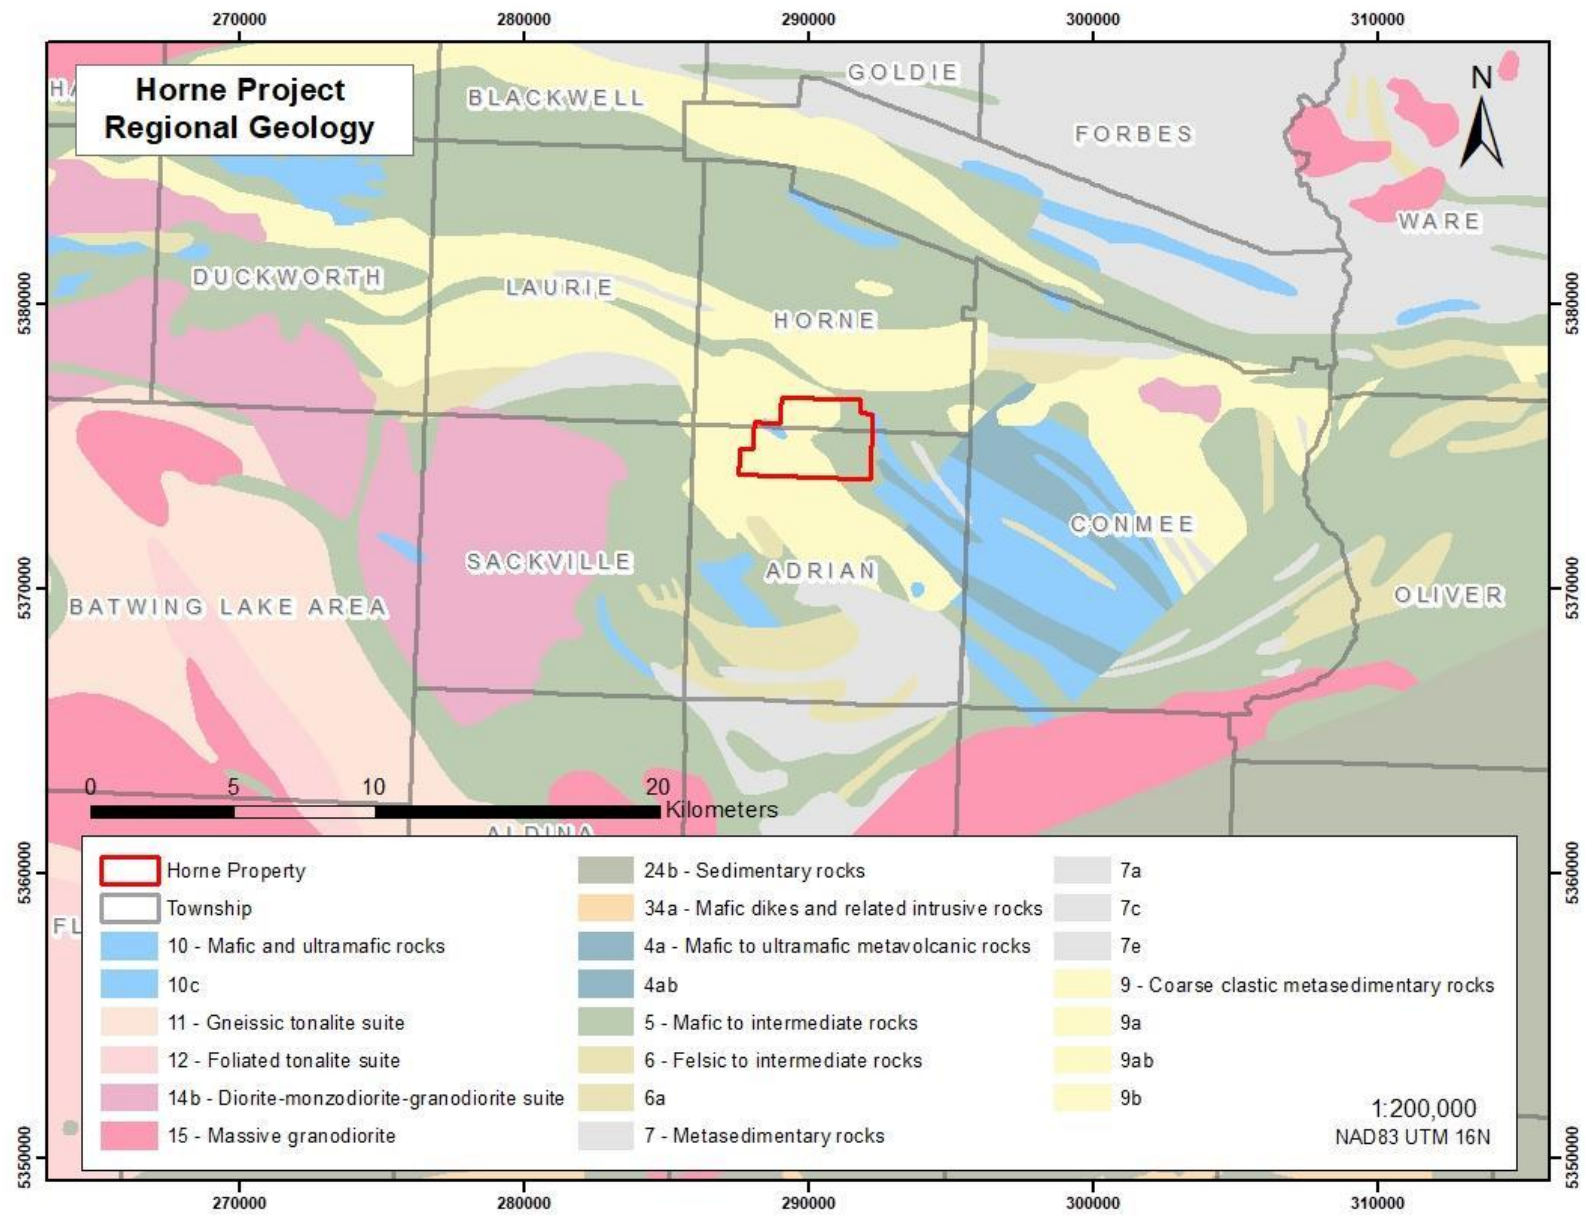 270000 280000 290000 300000 310000
Horne Project
Regional Geology
N
BLACKWELL
GOLDIE
FORBES
WARE
DUCKWORTH
LAURIE
HORNE
5380000
5380000
CONMEE
SACKVILLE
ADRIAN
BATWING LAKE AREA
OLIVER
5370000
5370000
0 5 10 20
Kilometers
ALDINA
5360000
5360000
FL
Horne Property
Township
10 - Mafic and ultramafic rocks
10c
11 - Gneissic tonalite suite
12 - Foliated tonalite suite
14b - Diorite-monzodiorite-granodiorite suite
15 - Massive granodiorite
24b - Sedimentary rocks
34a - Mafic dikes and related intrusive rocks
4a - Mafic to ultramafic metavolcanic rocks
4ab
5 - Mafic to intermediate rocks
6 - Felsic to intermediate rocks
6a
7 - Metasedimentary rocks
7a
7c
7e
9 - Coarse clastic metasedimentary rocks
9a
9ab
9b
1:200,000
NAD83 UTM 16N
5350000
5350000
270000 280000 290000 300000 310000